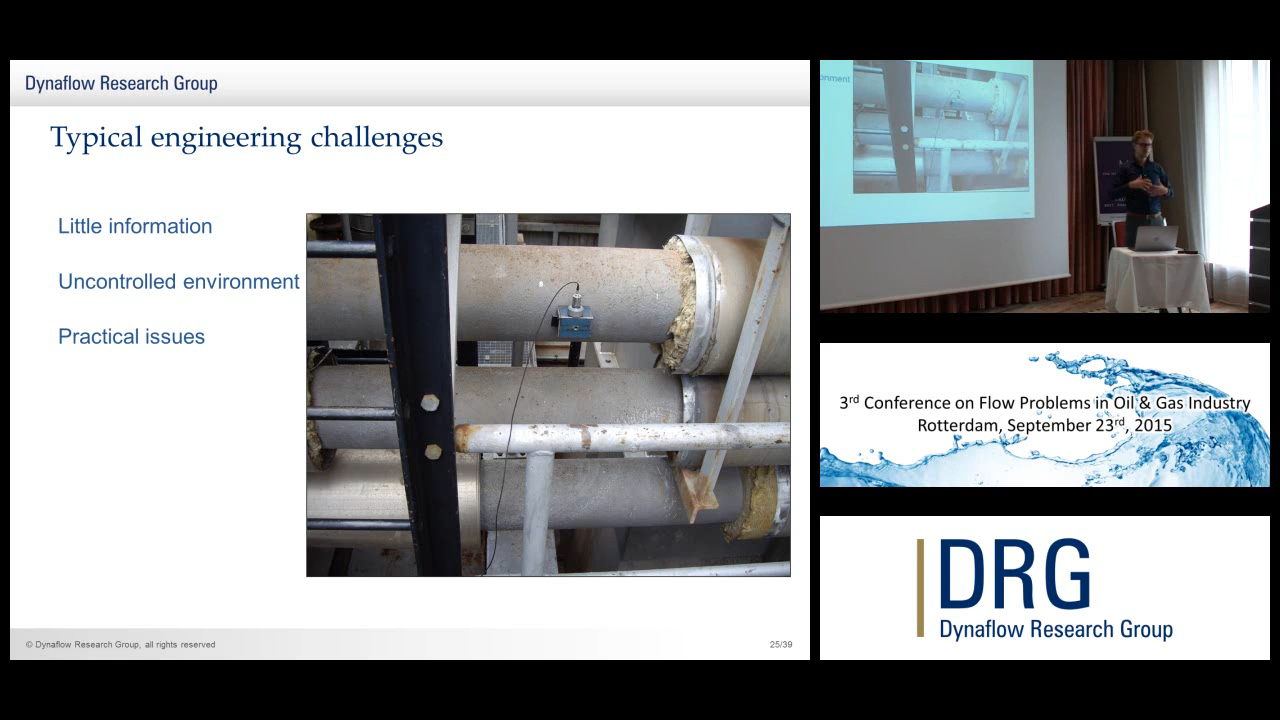 Dynaflow Research Group
Typical engineering challenges
Little information
Uncontrolled environment
Practical issues
© Dynaflow Research Group, all rights reserved
25/39
onment
3rd Conference on Flow Problems in Oil & Gas Industry
Rotterdam, September 23rd, 2015
DRG
Dynaflow Research Group